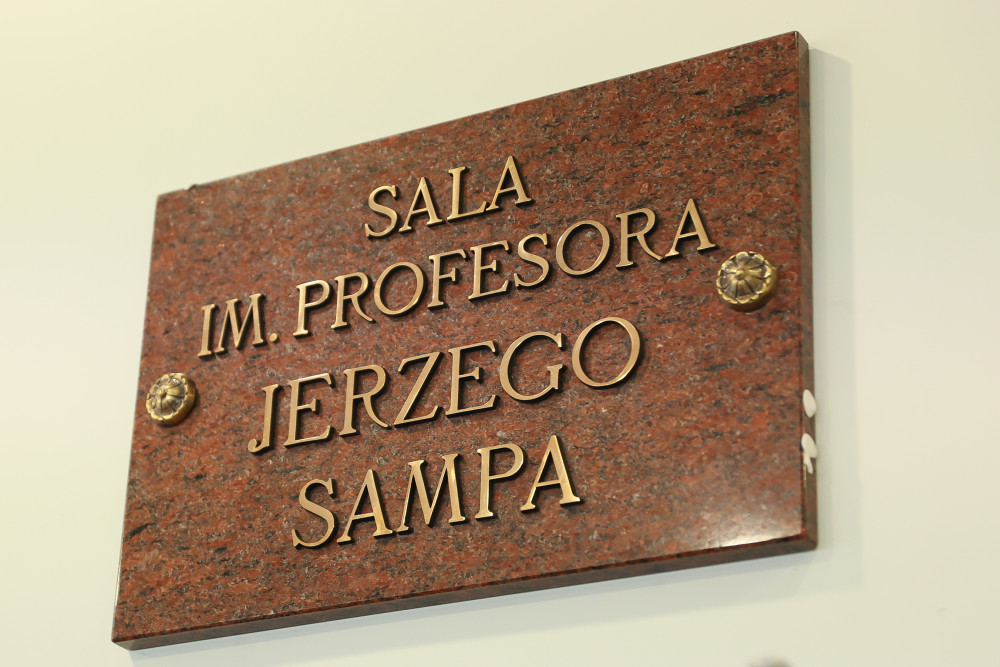 SALA
IM. PROFESORA
JERZEGO
SAMPA